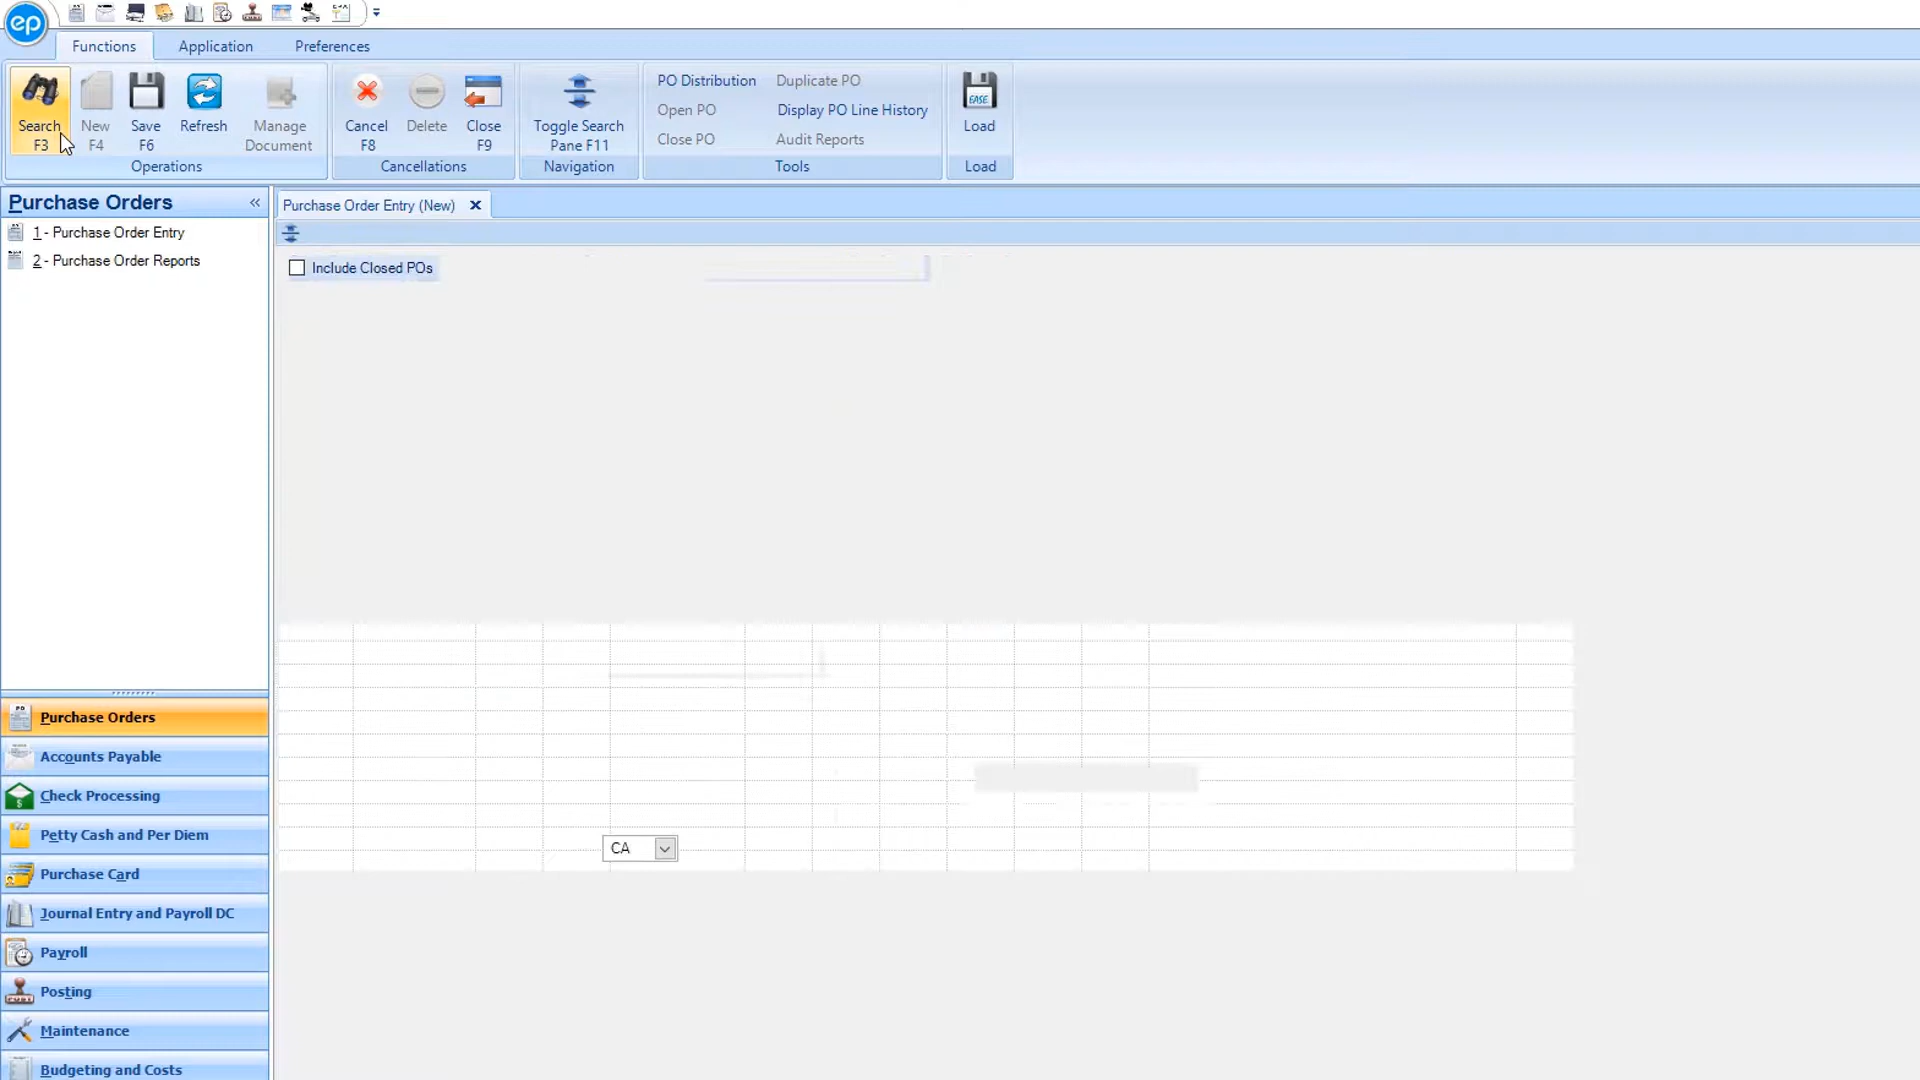 ep
Functions Application Preferences
Search F3
New F4
Save F6
Refresh
Manage Document
Operations
Cancel F8
Delete
Close F9
Cancellations
Toggle Search Pane F11
Navigation
PO Distribution Duplicate PO
Open PO Display PO Line History
Close PO Audit Reports
Tools
EASE
Load
Load
Purchase Orders «
1 - Purchase Order Entry
2 - Purchase Order Reports
Purchase Order Entry (New)
Include Closed POs
CA
Purchase Orders
Accounts Payable
Check Processing
Petty Cash and Per Diem
Purchase Card
Journal Entry and Payroll DC
Payroll
Posting
Maintenance
Budgeting and Costs